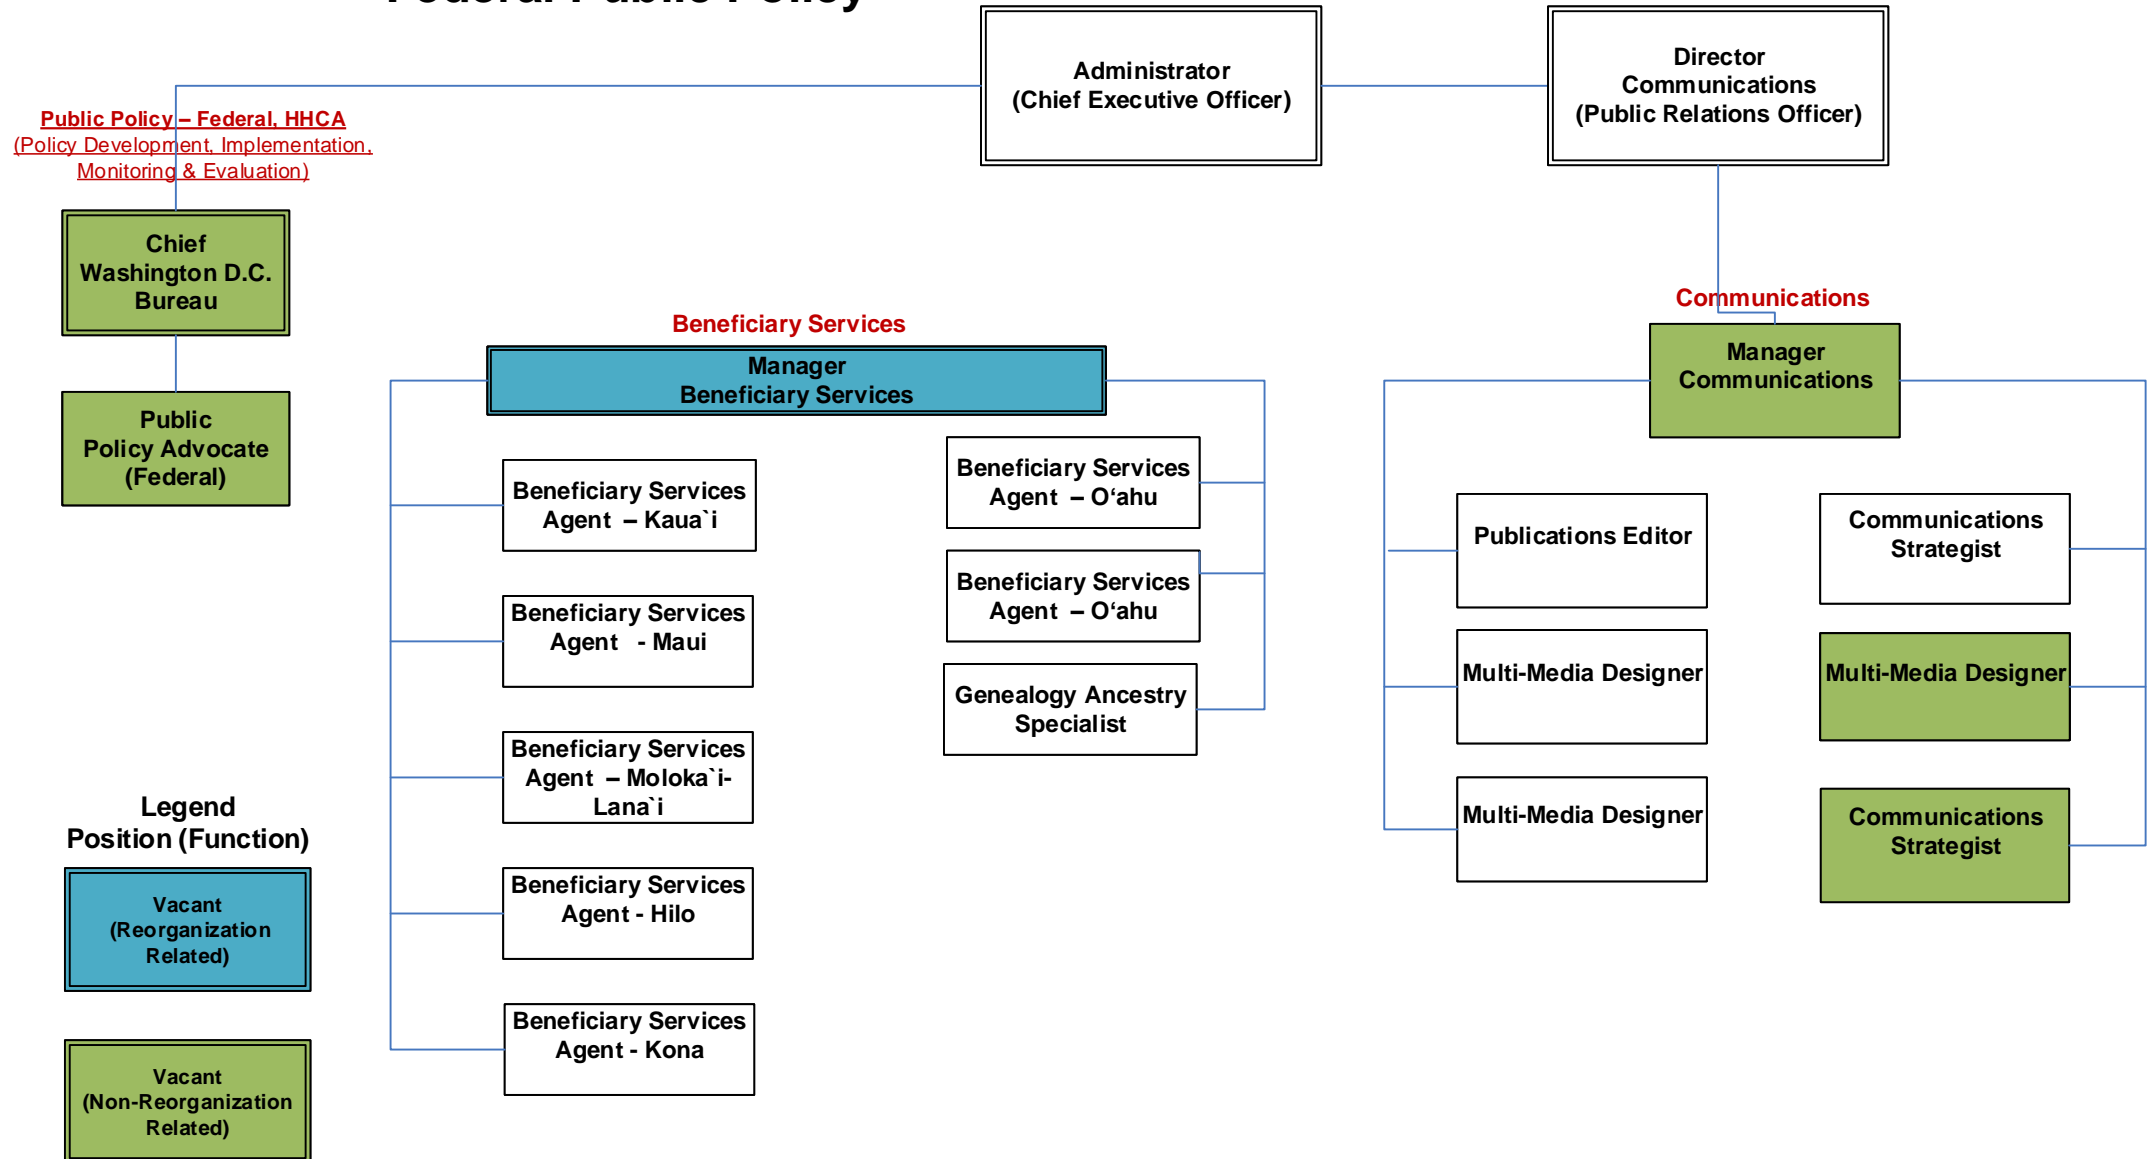 Federal Public Policy
Administrator
(Chief Executive Officer)
Director
Communications
(Public Relations Officer)
Public Policy – Federal, HHCA
(Policy Development, Implementation,
Monitoring & Evaluation)
Chief
Washington D.C.
Bureau
Public
Policy Advocate
(Federal)
Beneficiary Services
Manager
Beneficiary Services
Beneficiary Services
Agent – Kaua`i
Beneficiary Services
Agent - Maui
Beneficiary Services
Agent – Moloka`i-
Lana`i
Beneficiary Services
Agent - Hilo
Beneficiary Services
Agent - Kona
Beneficiary Services
Agent – O‘ahu
Beneficiary Services
Agent – O‘ahu
Genealogy Ancestry
Specialist
Communications
Manager
Communications
Publications Editor
Multi-Media Designer
Multi-Media Designer
Communications
Strategist
Multi-Media Designer
Communications
Strategist
Legend
Position (Function)
Vacant
(Reorganization
Related)
Vacant
(Non-Reorganization
Related)